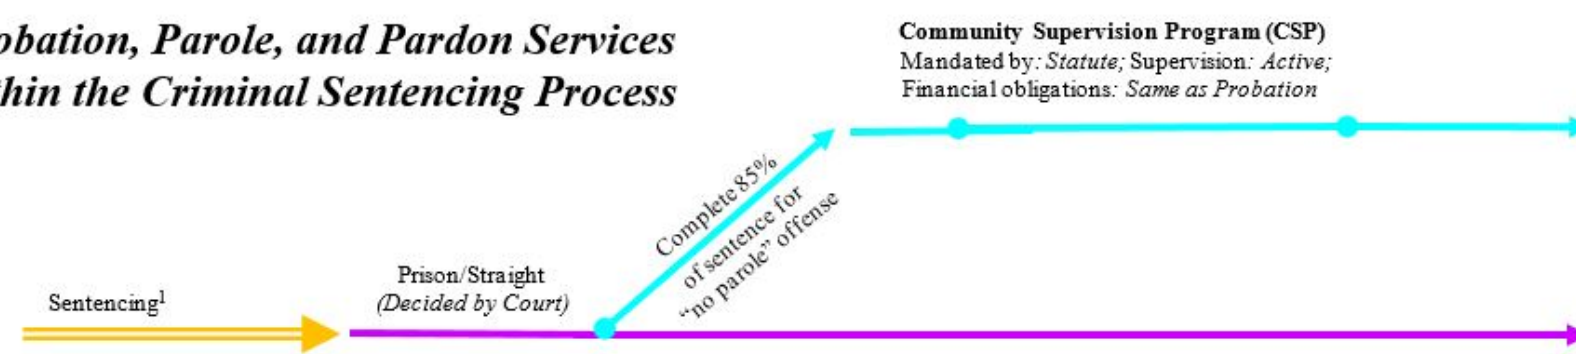 obation, Parole, and Pardon Services
hin the Criminal Sentencing Process
Community Supervision Program (CSP)
Mandated by: Statute; Supervision: Active;
Financial obligations: Same as Probation
Complete 85%
of sentence for
“no parole” offense
Prison/Straight
(Decided by Court)
Sentencing¹